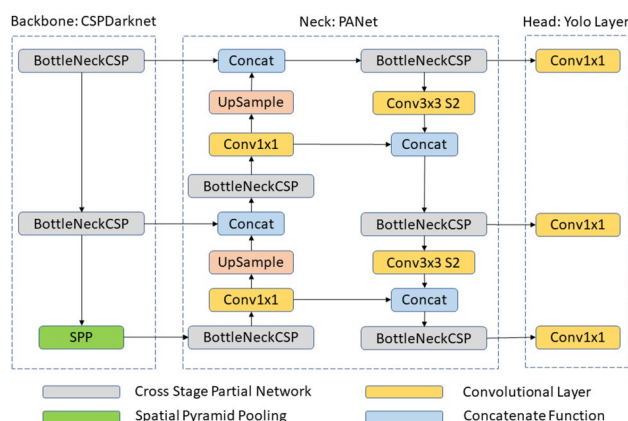 Backbone: CSPDarknet
Neck: PANet
Head: Yolo Layer
BottleNeckCSP
Concat
BottleNeckCSP
Conv1x1
UpSample
Conv3x3 S2
Conv1x1
Concat
BottleNeckCSP
BottleNeckCSP
Concat
BottleNeckCSP
Conv1x1
UpSample
Conv3x3 S2
Conv1x1
Concat
SPP
BottleNeckCSP
BottleNeckCSP
Conv1x1
Cross Stage Partial Network
Convolutional Layer
Spatial Pyramid Pooling
Concatenate Function